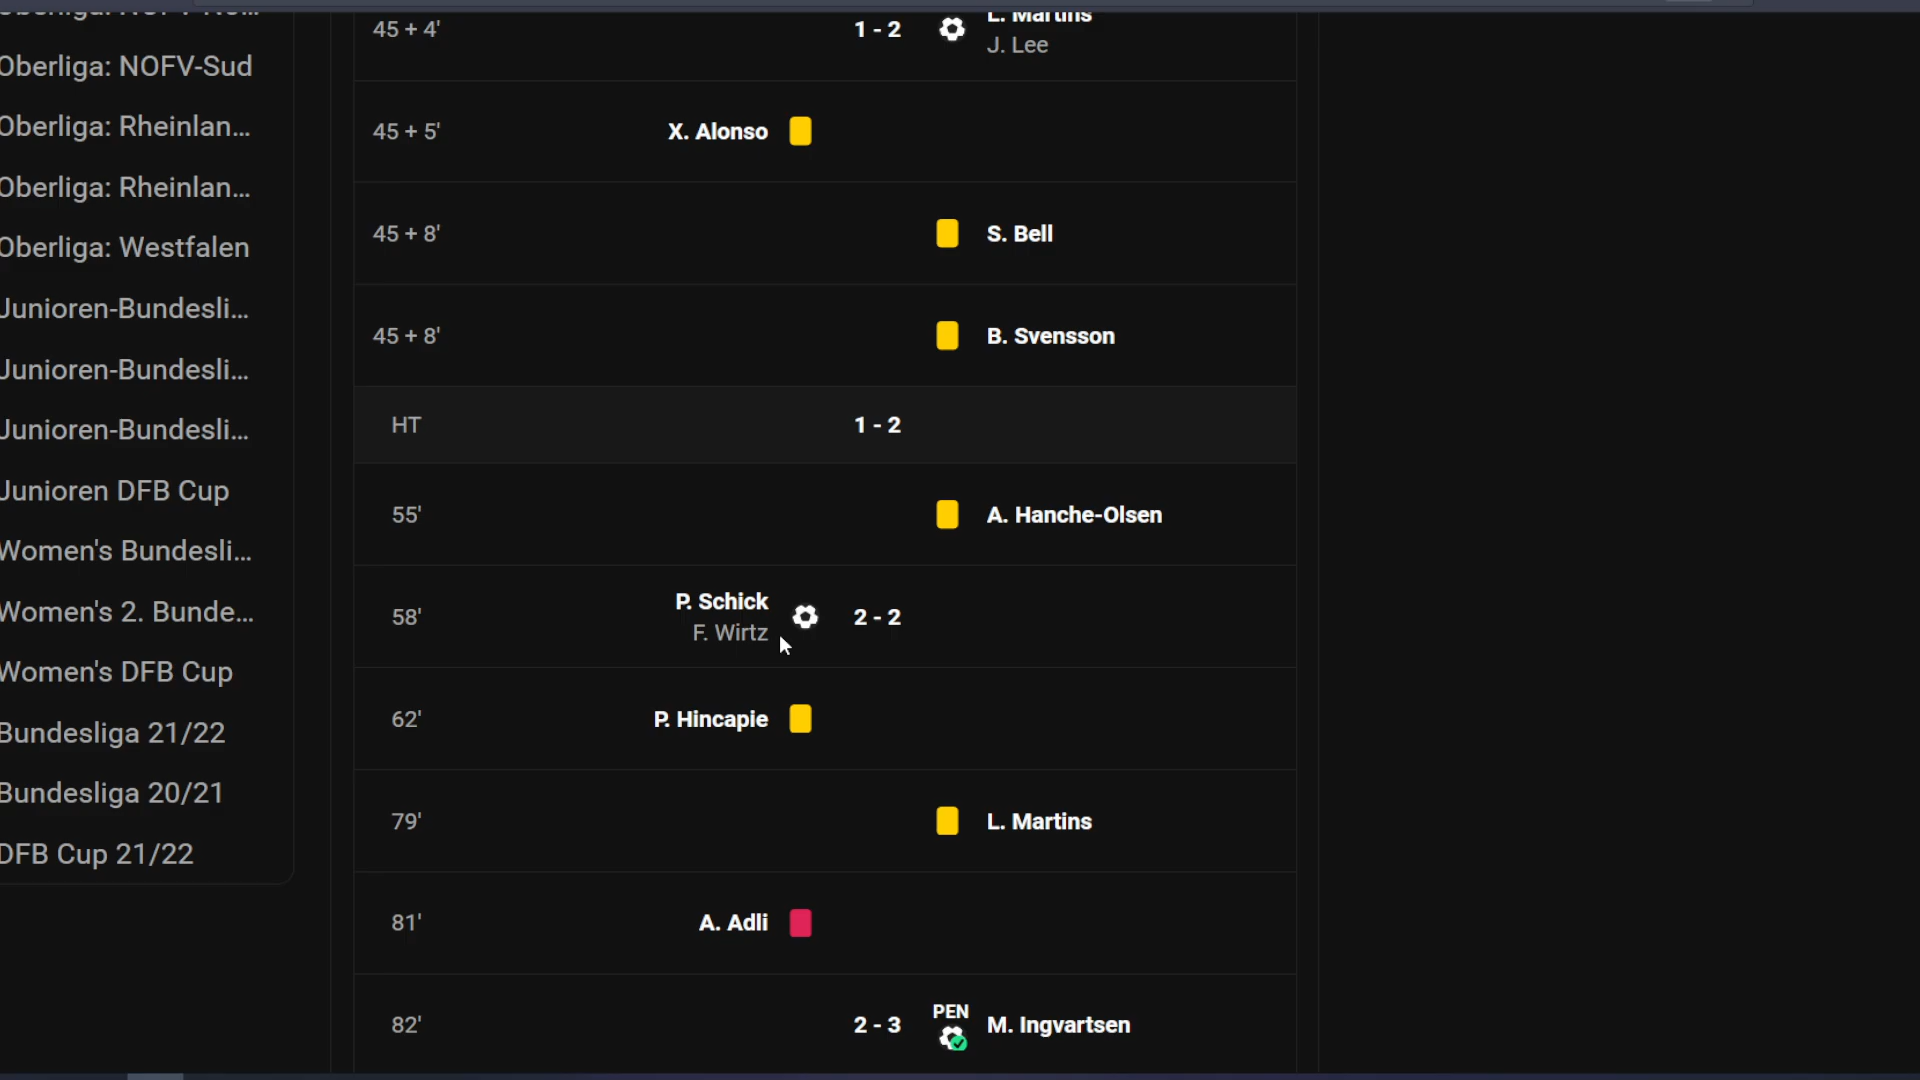 Oberliga: NOFV-Sud
Oberliga: Rheinlan...
Oberliga: Rheinlan...
Oberliga: Westfalen
Junioren-Bundesli...
Junioren-Bundesli...
Junioren-Bundesli...
Junioren DFB Cup
Women's Bundesli...
Women's 2. Bunde...
Women's DFB Cup
Bundesliga 21/22
Bundesliga 20/21
DFB Cup 21/22
45 + 4' 1 - 2 L. Martins
J. Lee
45 + 5' X. Alonso
45 + 8' S. Bell
45 + 8' B. Svensson
HT 1 - 2
55' A. Hanche-Olsen
58' P. Schick 2 - 2
F. Wirtz
62' P. Hincapie
79' L. Martins
81' A. Adli
82' 2 - 3 PEN M. Ingvartsen